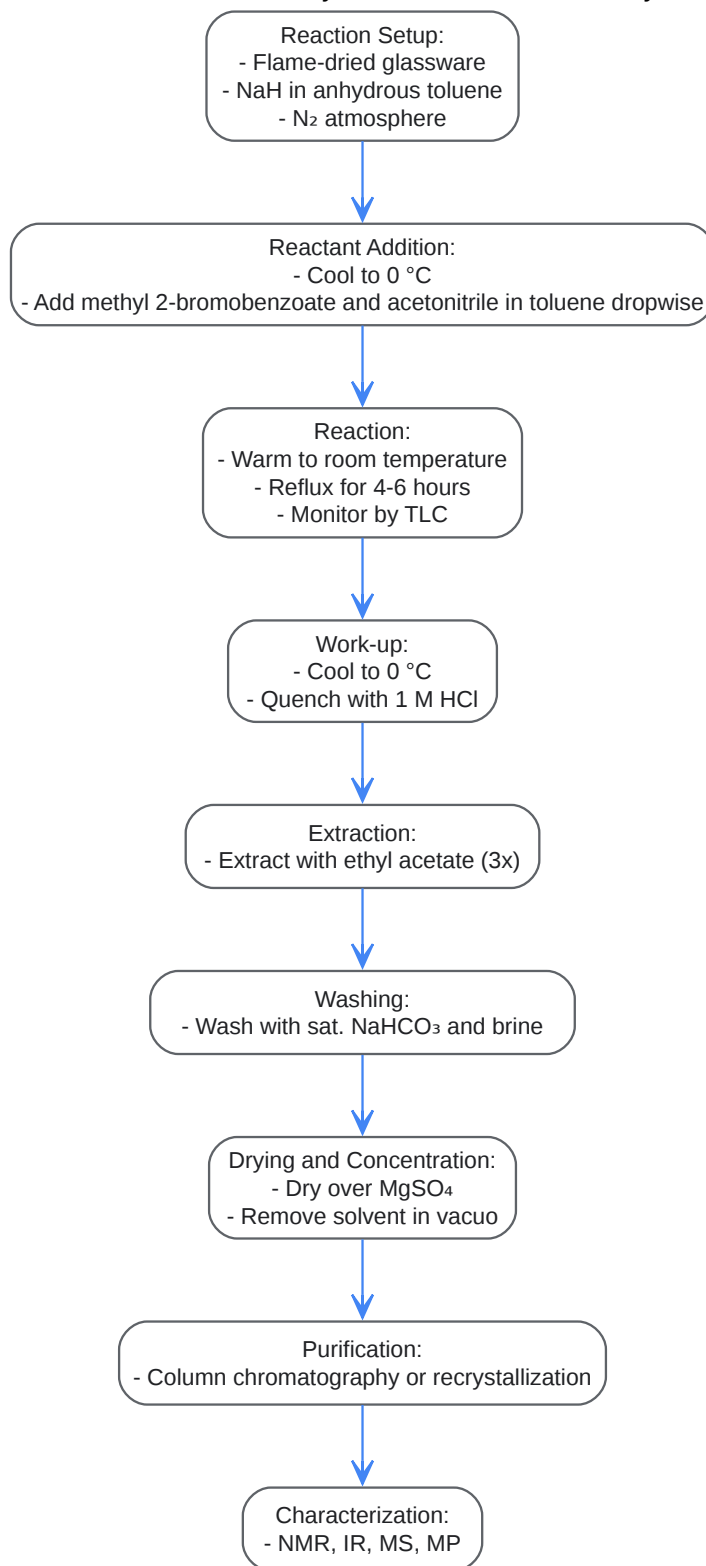 Reaction Setup:
- Flame-dried glassware
- NaH in anhydrous toluene
- N₂ atmosphere
Reactant Addition:
- Cool to 0 °C
- Add methyl 2-bromobenzoate and acetonitrile in toluene dropwise
Reaction:
- Warm to room temperature
- Reflux for 4-6 hours
- Monitor by TLC
Work-up:
- Cool to 0 °C
- Quench with 1 M HCl
Extraction:
- Extract with ethyl acetate (3x)
Washing:
- Wash with sat. NaHCO₃ and brine
Drying and Concentration:
- Dry over MgSO₄
- Remove solvent in vacuo
Purification:
- Column chromatography or recrystallization
Characterization:
- NMR, IR, MS, MP